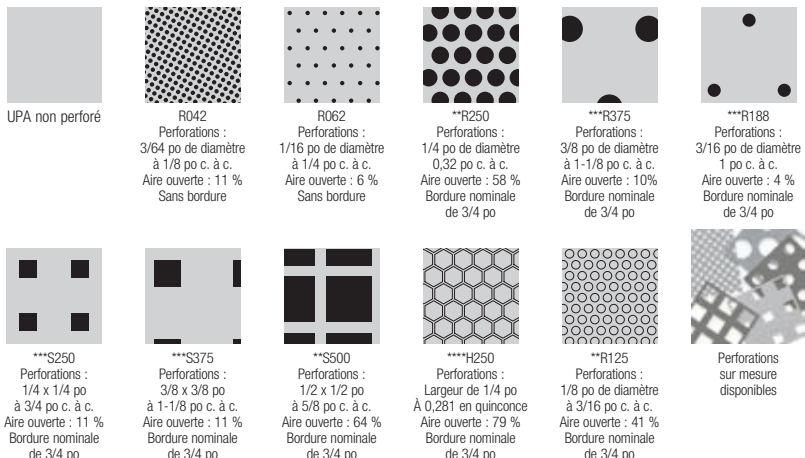 UPA non perforé
R042
Perforations :
3/64 po de diamètre
à 1/8 po c. à c.
Aire ouverte : 11 %
Sans bordure
R062
Perforations :
1/16 po de diamètre
à 1/4 po c. à c.
Aire ouverte : 6 %
Sans bordure
**R250
Perforations :
1/4 po de diamètre
0,32 po c. à c.
Aire ouverte : 58 %
Bordure nominale
de 3/4 po
***R375
Perforations :
3/8 po de diamètre
à 1-1/8 po c. à c.
Aire ouverte : 10%
Bordure nominale
de 3/4 po
***R188
Perforations :
3/16 po de diamètre
1 po c. à c.
Aire ouverte : 4 %
Bordure nominale
de 3/4 po
***S250
Perforations :
1/4 x 1/4 po
à 3/4 po c. à c.
Aire ouverte : 11 %
Bordure nominale
de 3/4 po
***S375
Perforations :
3/8 x 3/8 po
à 1-1/8 po c. à c.
Aire ouverte : 11 %
Bordure nominale
de 3/4 po
**S500
Perforations :
1/2 x 1/2 po
à 5/8 po c. à c.
Aire ouverte : 64 %
Bordure nominale
de 3/4 po
****H250
Perforations :
Largeur de 1/4 po
À 0,281 en quinconce
Aire ouverte : 79 %
Bordure nominale
de 3/4 po
**R125
Perforations :
1/8 po de diamètre
à 3/16 po c. à c.
Aire ouverte : 41 %
Bordure nominale
de 3/4 po
Perforations
sur mesure
disponibles